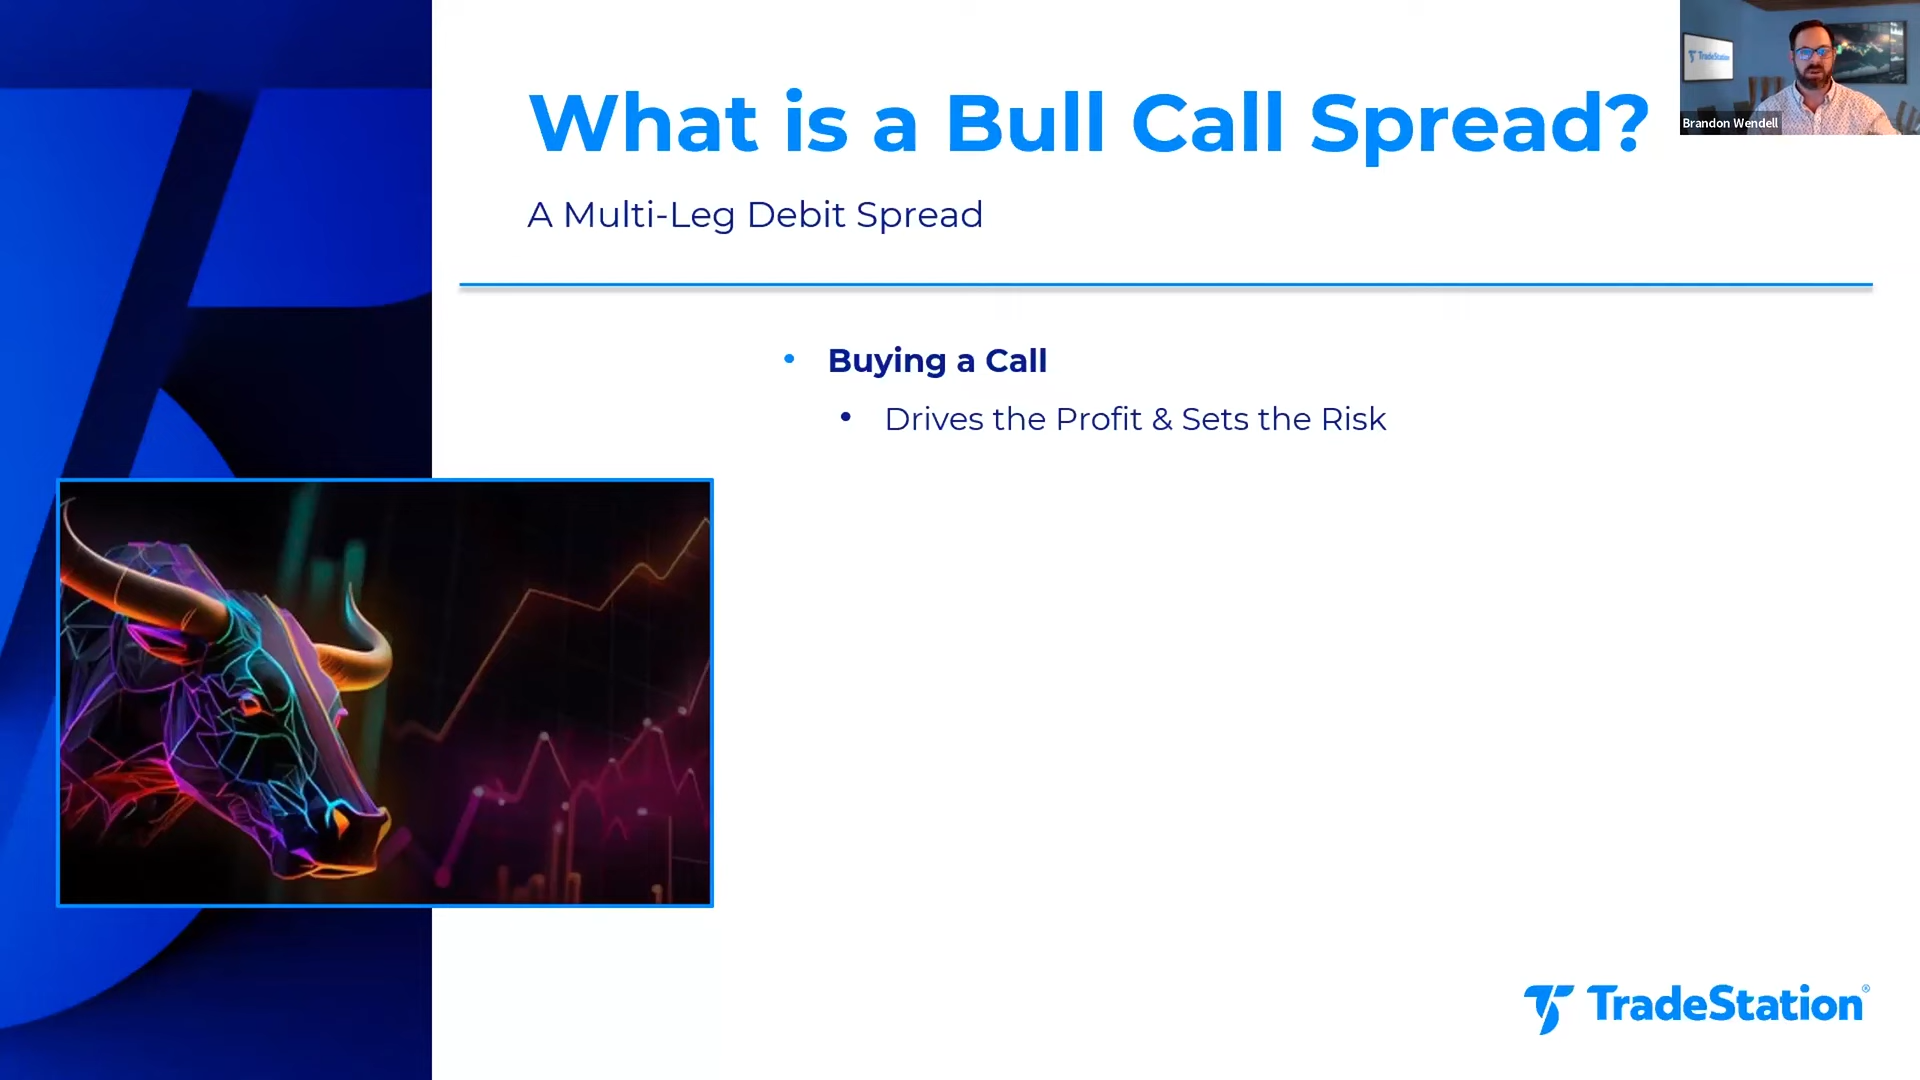 What is a Bull Call Spread?
A Multi-Leg Debit Spread
• Buying a Call
• Drives the Profit & Sets the Risk
TradeStation
Brandon Wendell
TradeStation®